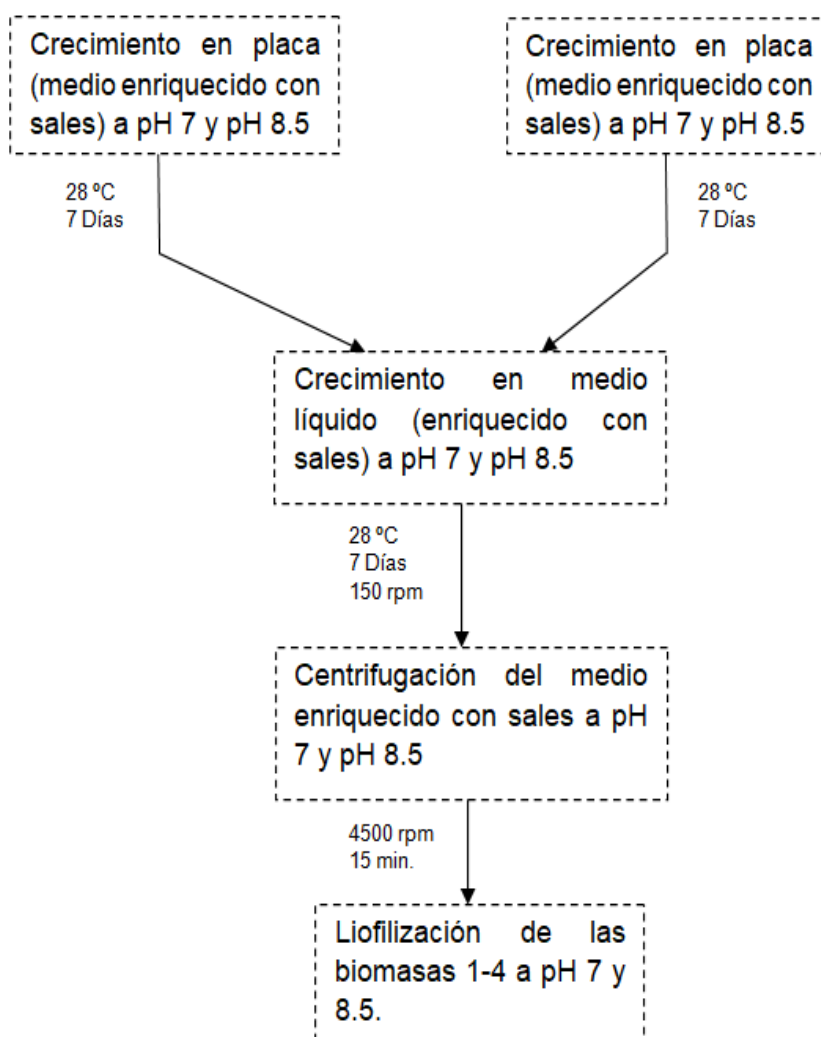 Crecimiento en placa
(medio enriquecido con
sales) a pH 7 y pH 8.5
Crecimiento en placa
(medio enriquecido con
sales) a pH 7 y pH 8.5
28 ºC
7 Días
28 ºC
7 Días
Crecimiento en medio
líquido (enriquecido con
sales) a pH 7 y pH 8.5
28 ºC
7 Días
150 rpm
Centrifugación del medio
enriquecido con sales a pH
7 y pH 8.5
4500 rpm
15 min.
Liofilización de las
biomasas 1-4 a pH 7 y
8.5.